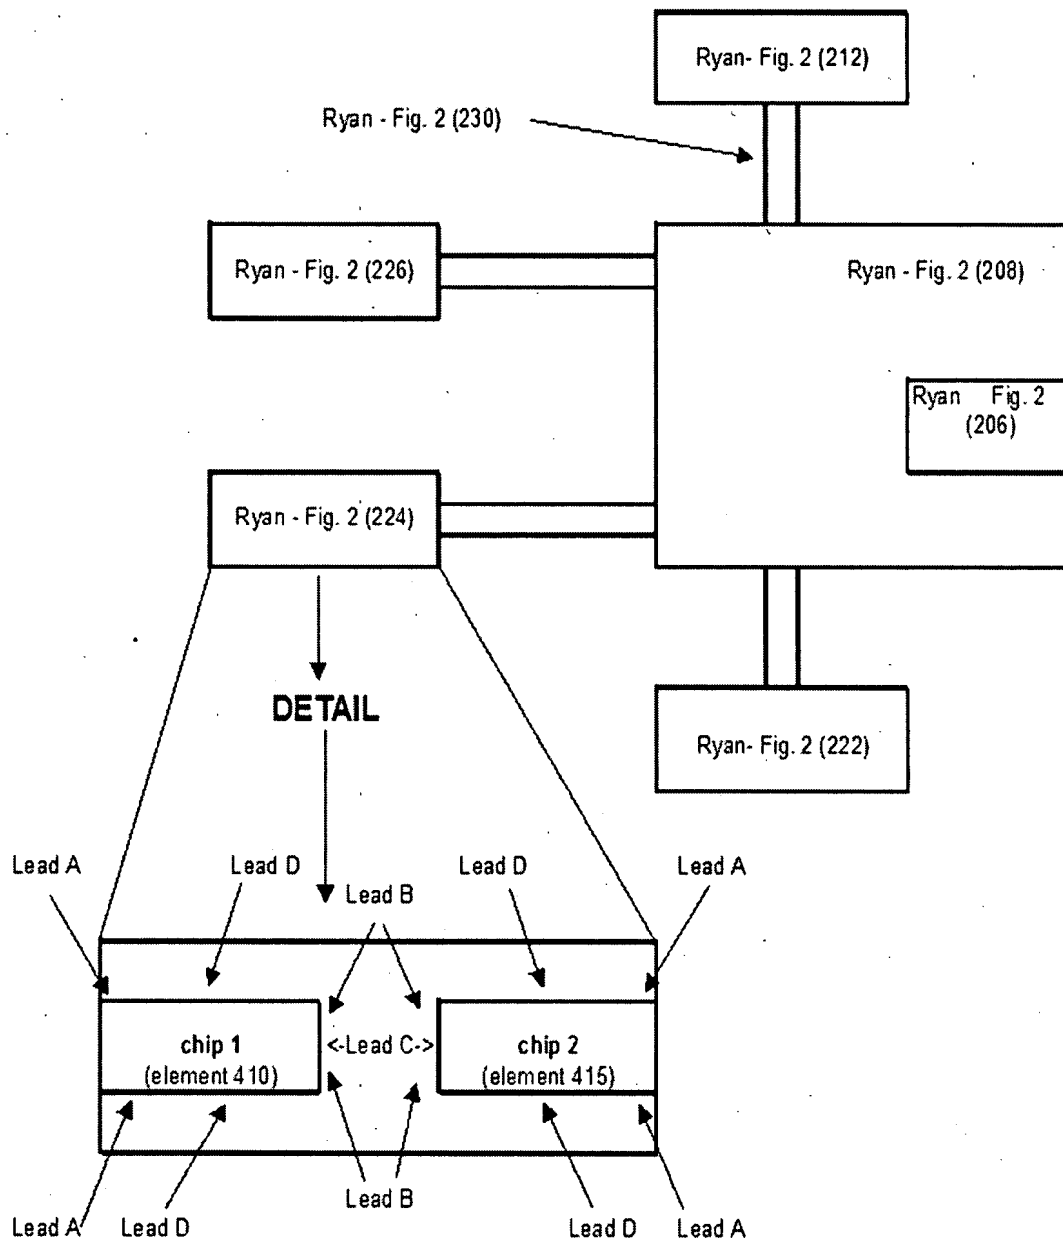 Ryan- Fig. 2 (212)
Ryan - Fig. 2 (230)
Ryan - Fig. 2 (226)
Ryan - Fig. 2 (208)
Ryan Fig. 2
(206)
Ryan - Fig. 2 (224)
DETAIL
Ryan- Fig. 2 (222)
Lead A
Lead D
Lead B
Lead D
Lead A
chip 1
(element 410)
<-Lead C->
chip 2
(element 415)
Lead A
Lead D
Lead B
Lead D
Lead A